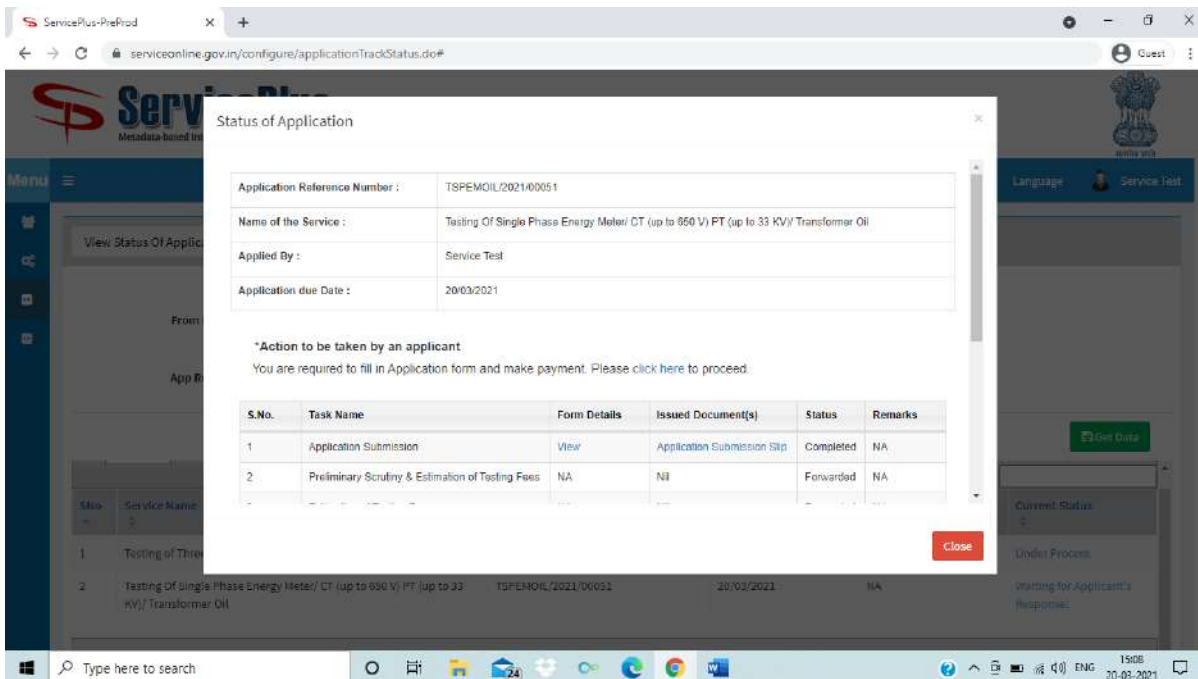 ServicePlus-PreProd
serviceonline.gov.in/configure/applicationTrackStatus.do#
Guest
Status of Application
Metadata-based
Menu
Language
Service Test
Application Reference Number : TSPEMOIL/2021/00051
Name of the Service : Testing Of Single Phase Energy Meter/ CT (up to 650 V) PT (up to 33 KV)/ Transformer Oil
View Status Of
Applied By : Service Test
Application due Date : 20/03/2021
From
*Action to be taken by an applicant
You are required to fill in Application form and make payment. Please click here to proceed.
App
S.No. Task Name Form Details Issued Document(s) Status Remarks
1 Application Submission View Application Submission Slip Completed NA
Get Data
2 Preliminary Scrutiny & Estimation of Testing Fees NA Nil Forwarded NA
SNo Service Name Current Status
Close
1 Testing of Under Process
2 Testing Of Single Phase Energy Meter/ CT (up to 650 V) PT (up to 33 TSPEMOIL/2021/00051 20/03/2021 NA Waiting for Applicant's
KV)/ Transformer Oil Response
Type here to search
24
ENG
15:08
20-03-2021